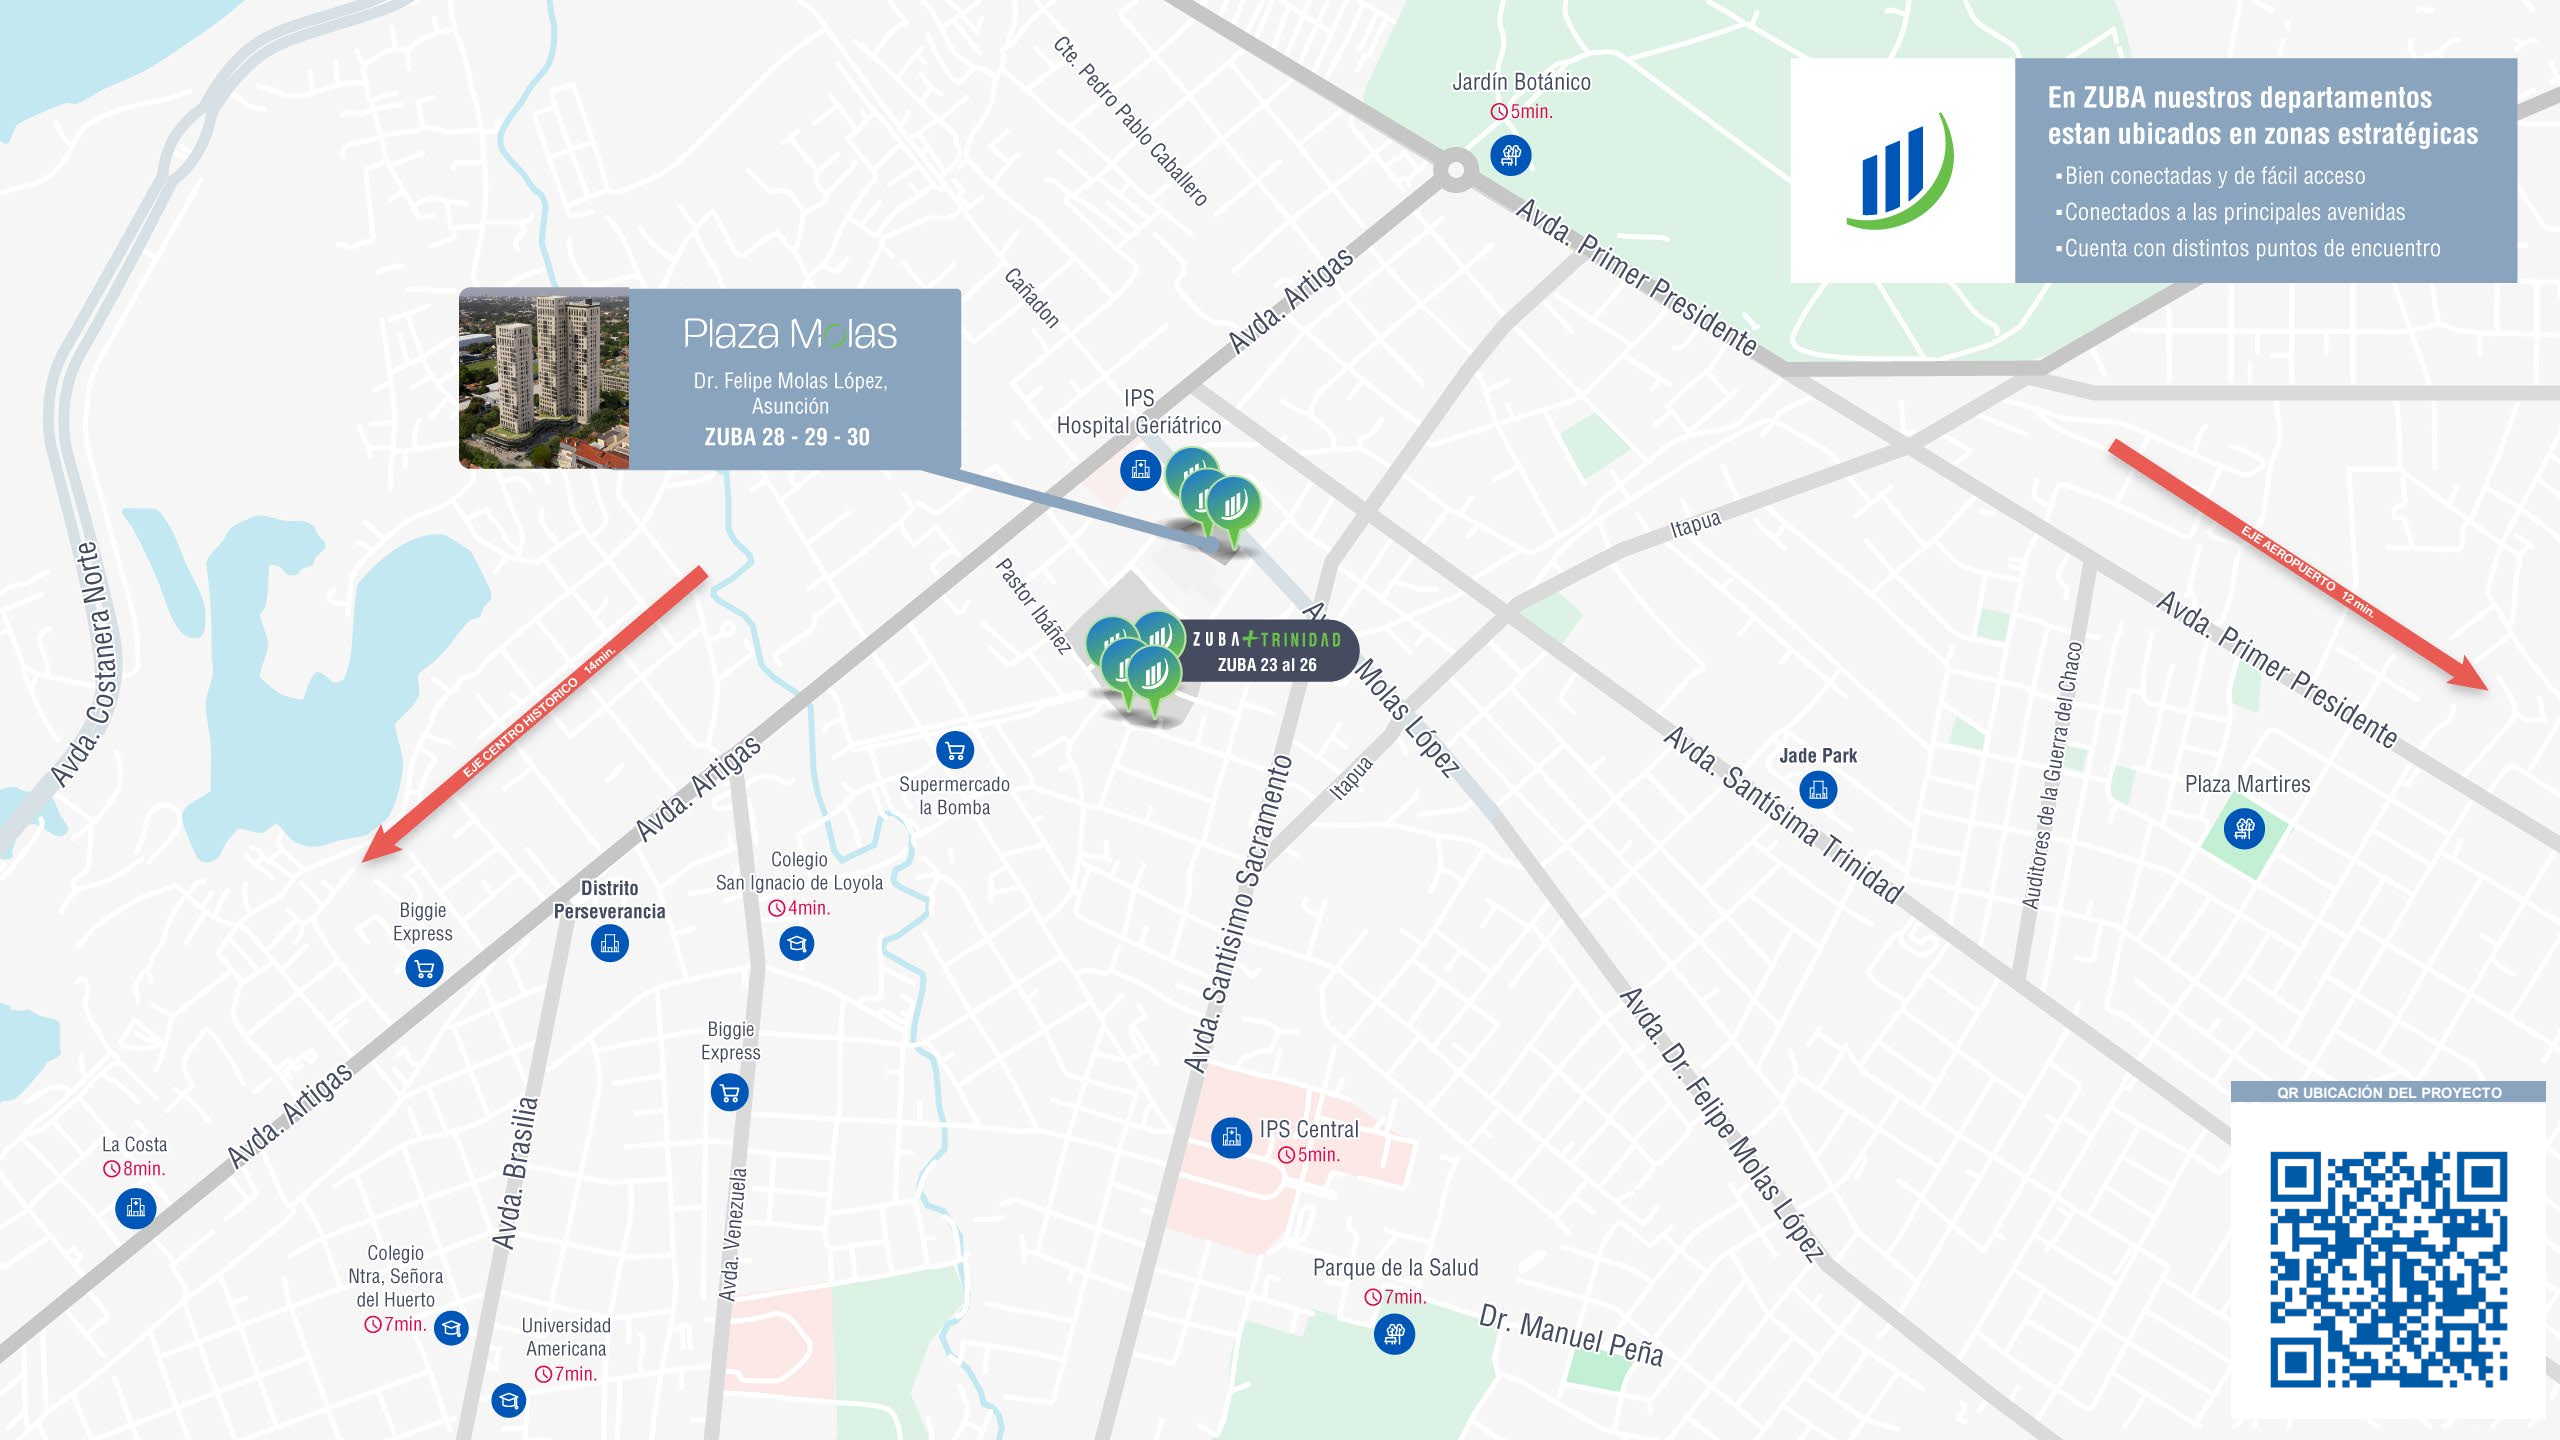 Cte. Pedro Pablo Caballero
Jardín Botánico
5min.
En ZUBA nuestros departamentos
estan ubicados en zonas estratégicas
▪Bien conectadas y de fácil acceso
▪Conectados a las principales avenidas
▪Cuenta con distintos puntos de encuentro
Avda. Primer Presidente
Avda. Artigas
Cañadon
Plaza Molas
Dr. Felipe Molas López,
Asunción
ZUBA 28 - 29 - 30
IPS
Hospital Geriátrico
Itapua
EJE AEROPUERTO 12 min.
Avda. Costanera Norte
Pastor Ibáñez
EJE CENTRO HISTORICO 14min.
ZUBA+TRINIDAD
ZUBA 23 al 26
Av
Molas López
Avda. Primer Presidente
Auditores de la Guerra del Chaco
Avda. Santísima Trinidad
Jade Park
Plaza Martires
Itapua
Avda. Artigas
Supermercado
la Bomba
Avda. Santisimo Sacramento
Colegio
San Ignacio de Loyola
4min.
Distrito
Perseverancia
Biggie
Express
Biggie
Express
Avda. Dr. Felipe Molas López
Avda. Artigas
La Costa
8min.
Avda. Brasilia
Avda. Venezuela
IPS Central
5min.
QR UBICACIÓN DEL PROYECTO
Colegio
Ntra, Señora
del Huerto
7min.
Universidad
Americana
7min.
Parque de la Salud
7min.
Dr. Manuel Peña